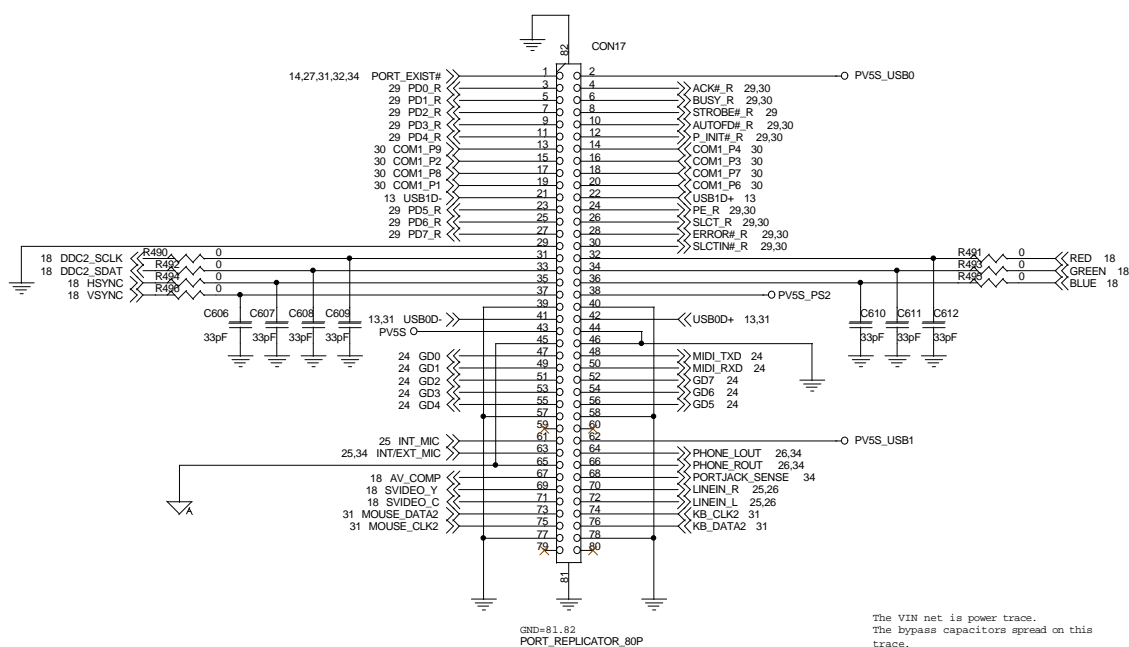 82
CON17
14,27,31,32,34 PORT_EXIST# 1 2 PV5S_USB0
29 PD0_R 3 4 ACK#_R 29,30
29 PD1_R 5 6 BUSY_R 29,30
29 PD2_R 7 8 STROBE#_R 29
29 PD3_R 9 10 AUTOFD#_R 29,30
29 PD4_R 11 12 P_INIT#_R 29,30
30 COM1_P9 13 14 COM1_P4 30
30 COM1_P2 15 16 COM1_P3 30
30 COM1_P8 17 18 COM1_P7 30
30 COM1_P1 19 20 COM1_P6 30
13 USB1D- 21 22 USB1D+ 13
29 PD5_R 23 24 PE_R 29,30
29 PD6_R 25 26 SLCT_R 29,30
29 PD7_R 27 28 ERROR#_R 29,30
29 30 SLCTIN#_R 29,30
18 DDC2_SCLK R490 0 31 32 R491 0 RED 18
18 DDC2_SDAT R492 0 33 34 R493 0 GREEN 18
18 HSYNC R494 0 35 36 0 BLUE 18
18 VSYNC R496 0 37 38 PV5S_PS2
39 40
C606 C607 C608 C609 13,31 USB0D- 41 42 USB0D+ 13,31 C610 C611 C612
PV5S 43 44
33pF 33pF 33pF 33pF 45 46 33pF 33pF 33pF
24 GD0 47 48 MIDI_TXD 24
24 GD1 49 50 MIDI_RXD 24
24 GD2 51 52 GD7 24
24 GD3 53 54 GD6 24
24 GD4 55 56 GD5 24
57 58
59 60
25 INT_MIC 61 62 PV5S_USB1
25,34 INT/EXT_MIC 63 64 PHONE_LOUT 26,34
65 66 PHONE_ROUT 26,34
18 AV_COMP 67 68 PORTJACK_SENSE 34
18 SVIDEO_Y 69 70 LINEIN_R 25,26
18 SVIDEO_C 71 72 LINEIN_L 25,26
31 MOUSE_DATA2 73 74 KB_CLK2 31
31 MOUSE_CLK2 75 76 KB_DATA2 31
77 78
79 80
A
81
GND=81.82
PORT_REPLICATOR_80P
The VIN net is power trace.
The bypass capacitors spread on this
trace.